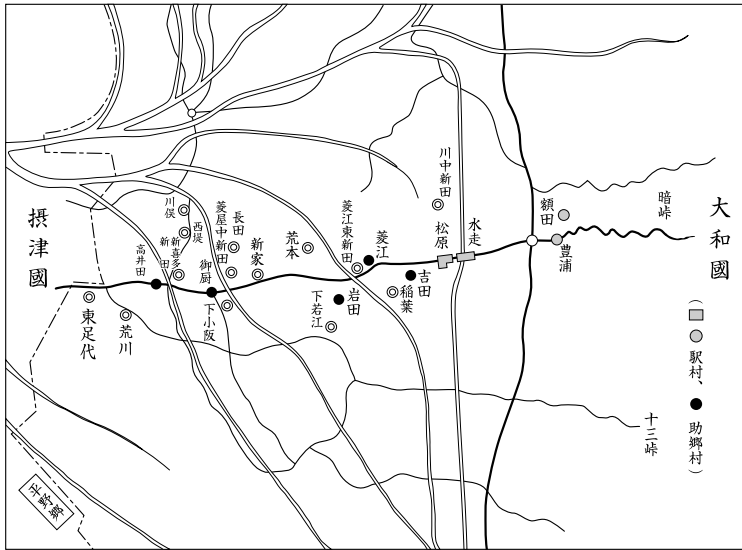 大和國
暗峠
(▨●駅村、●助郷村)
十三峠
額田
豊浦
水走
松原
川中新田
吉田
稲葉
菱江
菱江東新田
岩田
下若江
荒本
新家
長田
菱屋中新田
御厨
下小阪
川俣
西堤
新喜多新田
高井田
荒川
東足代
摂津國
平野郷